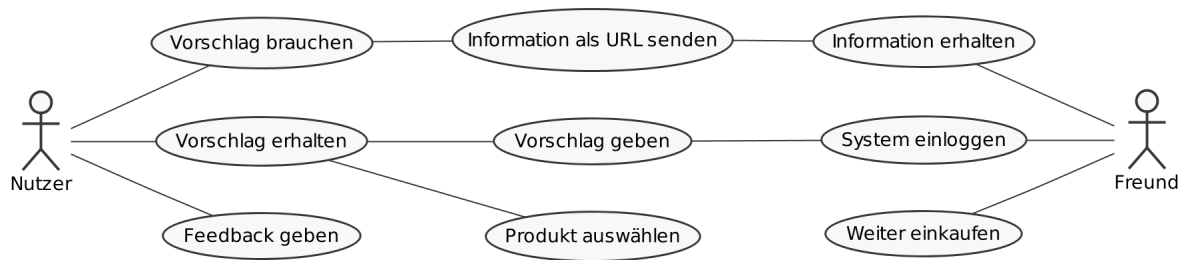 Vorschlag brauchen
Information als URL senden
Information erhalten
Nutzer
Vorschlag erhalten
Vorschlag geben
System einloggen
Freund
Feedback geben
Produkt auswählen
Weiter einkaufen